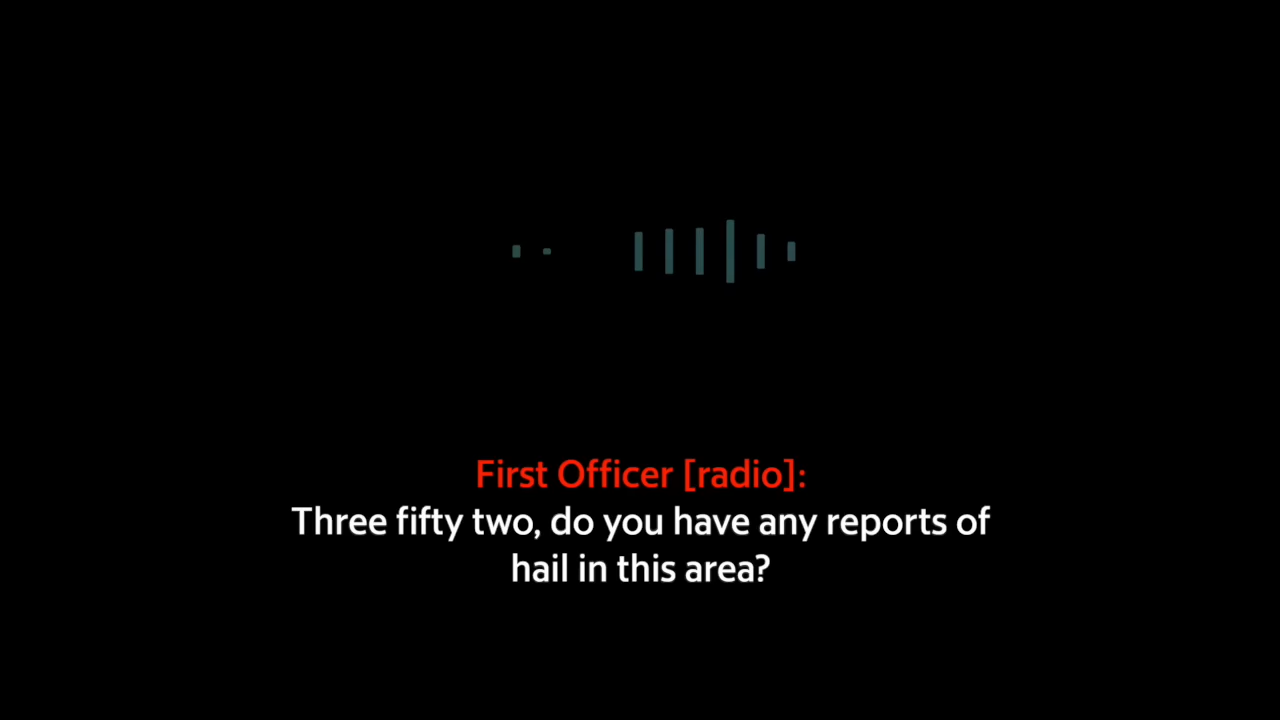 First Officer [radio]:
Three fifty two, do you have any reports of
hail in this area?